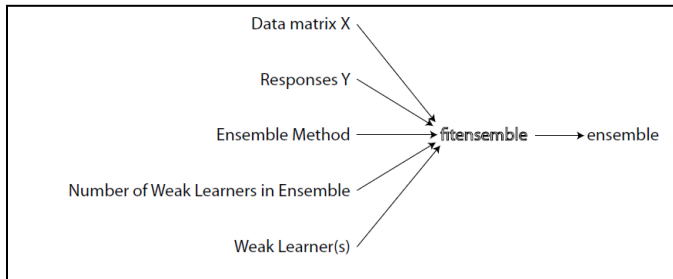 Data matrix X
Responses Y
Ensemble Method
fitensemble
ensemble
Number of Weak Learners in Ensemble
Weak Learner(s)